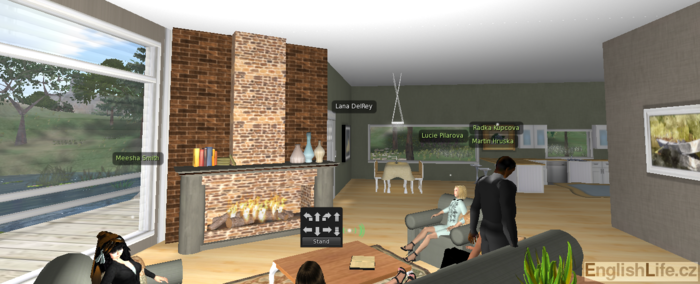 Lana DelRey
Radka Kupcova
Lucie Pilarova
Martin Hruska
Meesha Smith
Stand
EnglishLife.cz